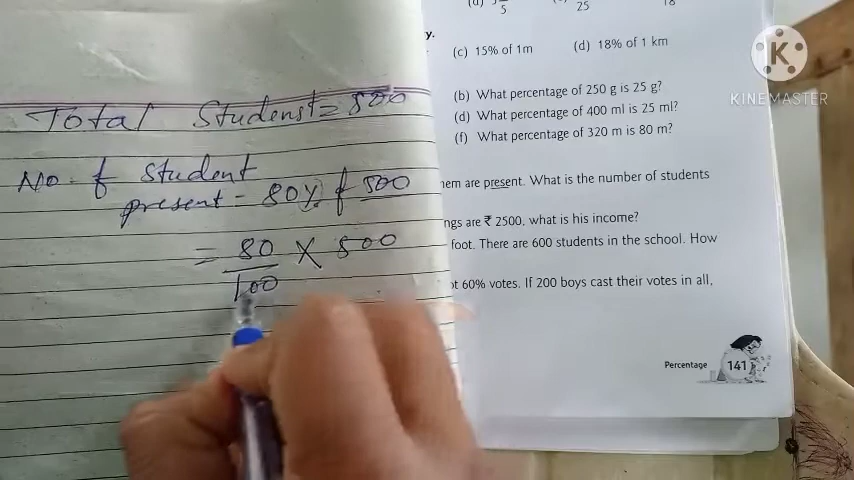 Total Studenst = 500
No. of student
present = 80% of 500
= 80/100 × 500
25
18
y.
(c) 15% of 1m (d) 18% of 1 km
(b) What percentage of 250 g is 25 g?
(d) What percentage of 400 ml is 25 ml?
(f) What percentage of 320 m is 80 m?
hem are present. What is the number of students
ngs are ₹ 2500, what is his income?
foot. There are 600 students in the school. How
ot 60% votes. If 200 boys cast their votes in all,
Percentage 141
KINEMASTER